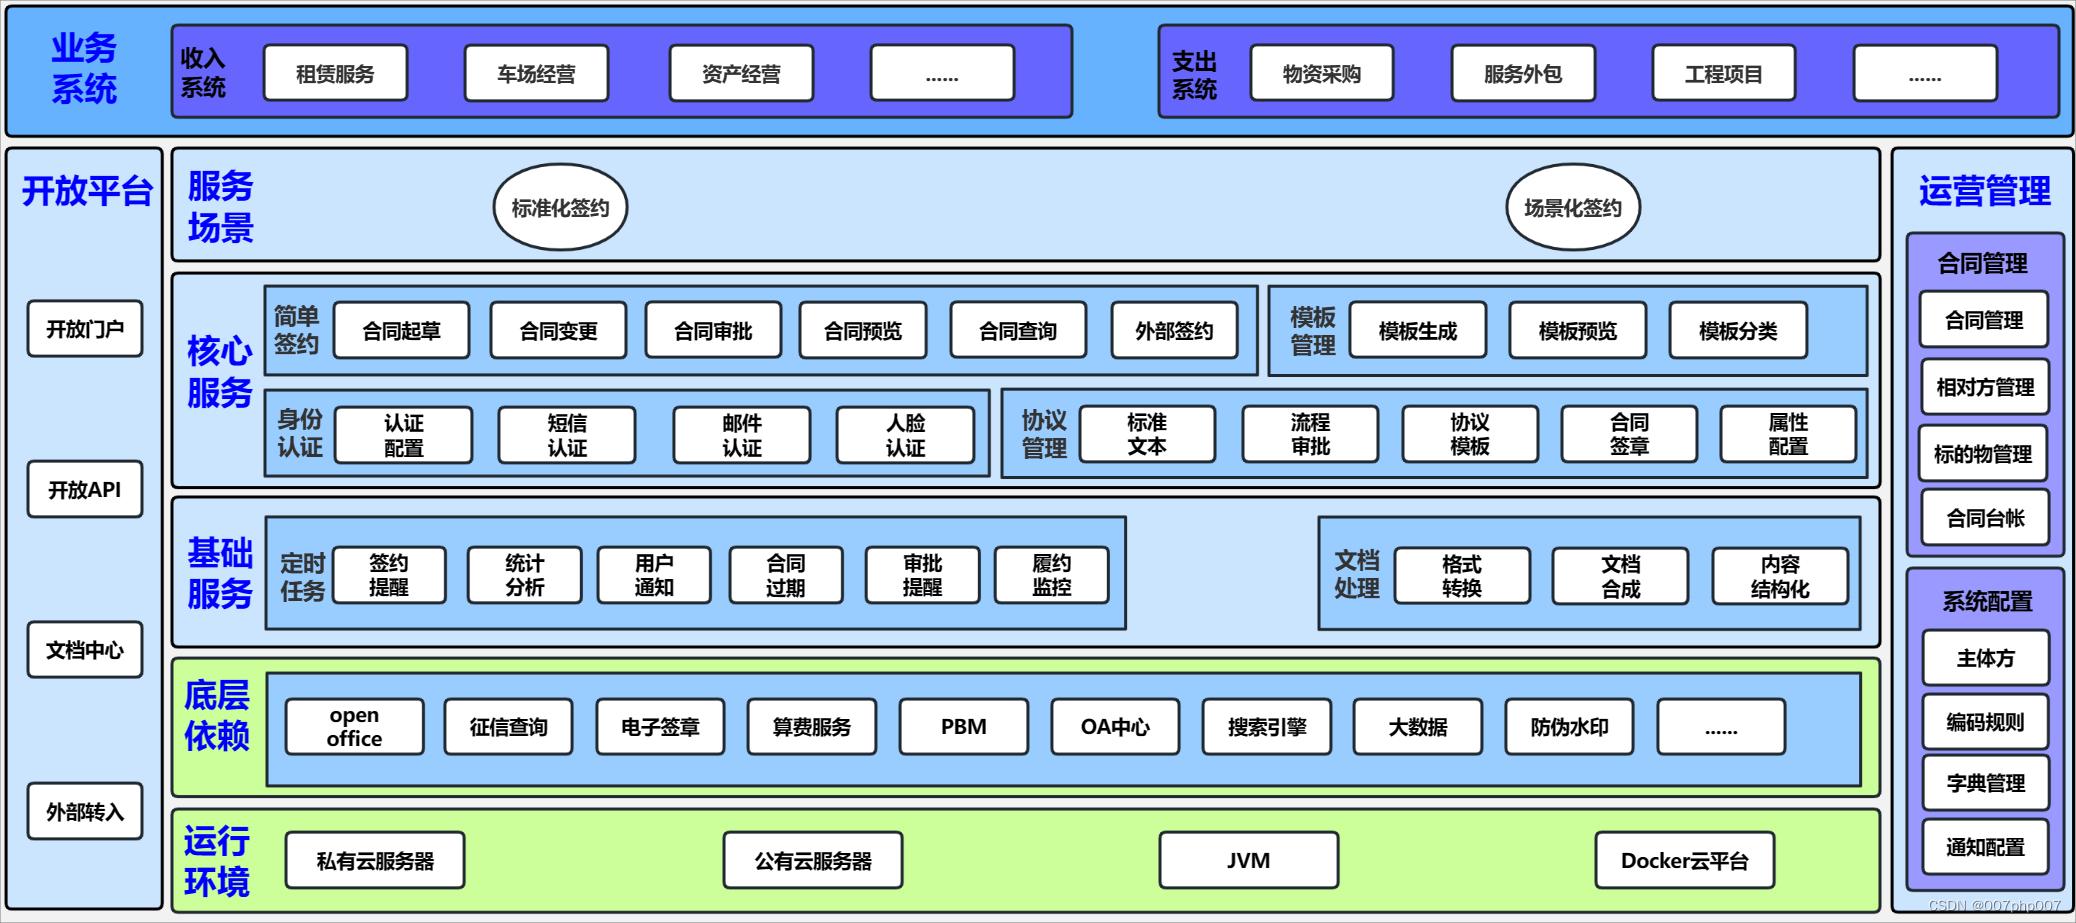 业务
系统
收入
系统
租赁服务
车场经营
资产经营
......
支出
系统
物资采购
服务外包
工程项目
......
开放平台
开放门户
开放API
文档中心
外部转入
服务
场景
标准化签约
场景化签约
核心
服务
简单
签约
合同起草
合同变更
合同审批
合同预览
合同查询
外部签约
模板
管理
模板生成
模板预览
模板分类
身份
认证
认证
配置
短信
认证
邮件
认证
人脸
认证
协议
管理
标准
文本
流程
审批
协议
模板
合同
签章
属性
配置
基础
服务
定时
任务
签约
提醒
统计
分析
用户
通知
合同
过期
审批
提醒
履约
监控
文档
处理
格式
转换
文档
合成
内容
结构化
底层
依赖
open
office
征信查询
电子签章
算费服务
PBM
OA中心
搜索引擎
大数据
防伪水印
......
运行
环境
私有云服务器
公有云服务器
JVM
Docker云平台
运营管理
合同管理
合同管理
相对方管理
标的物管理
合同台帐
系统配置
主体方
编码规则
字典管理
通知配置
CSDN @007php007